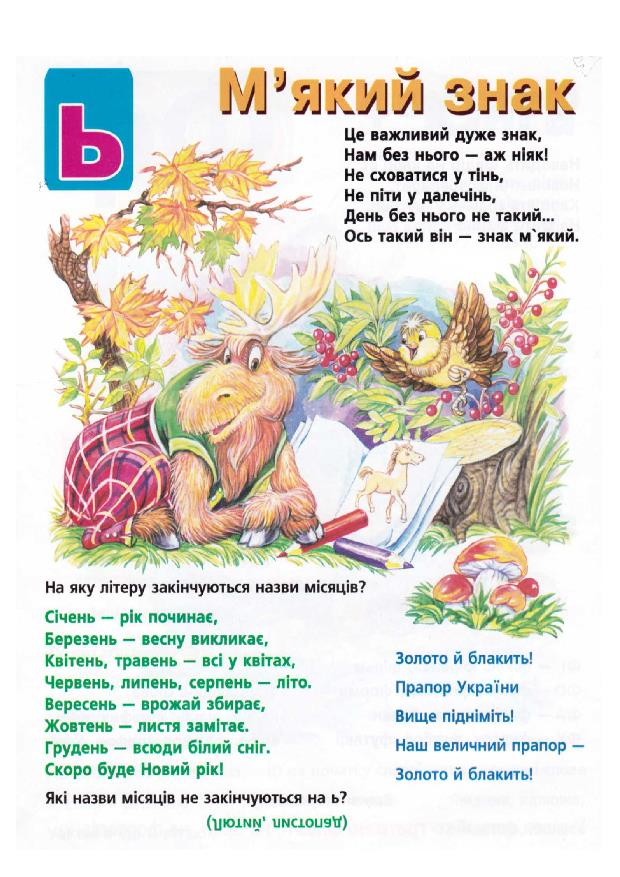 Ь
М’який знак
Це важливий дуже знак,
Нам без нього — аж ніяк!
Не сховатися у тінь,
Не піти у далечінь,
День без нього не такий...
Ось такий він — знак м`який.
На яку літеру закінчуються назви місяців?
Січень — рік починає,
Березень — весну викликає,
Квітень, травень — всі у квітах,
Червень, липень, серпень — літо.
Вересень — врожай збирає,
Жовтень — листя замітає.
Грудень — всюди білий сніг.
Скоро буде Новий рік!
Які назви місяців не закінчуються на ь?
(Лютий, листопад)
Золото й блакить!
Прапор України
Вище підніміть!
Наш величний прапор —
Золото й блакить!